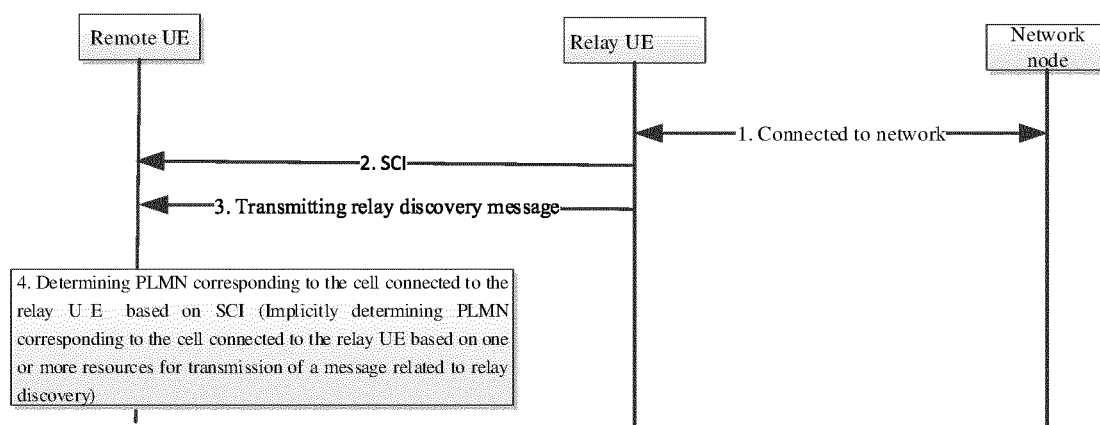 Remote UE
Relay UE
Network
node
1. Connected to network
2. SCI
3. Transmitting relay discovery message
4. Determining PLMN corresponding to the cell connected to the
relay U E based on SCI (Implicitly determining PLMN
corresponding to the cell connected to the relay UE based on one
or more resources for transmission of a message related to relay
discovery)